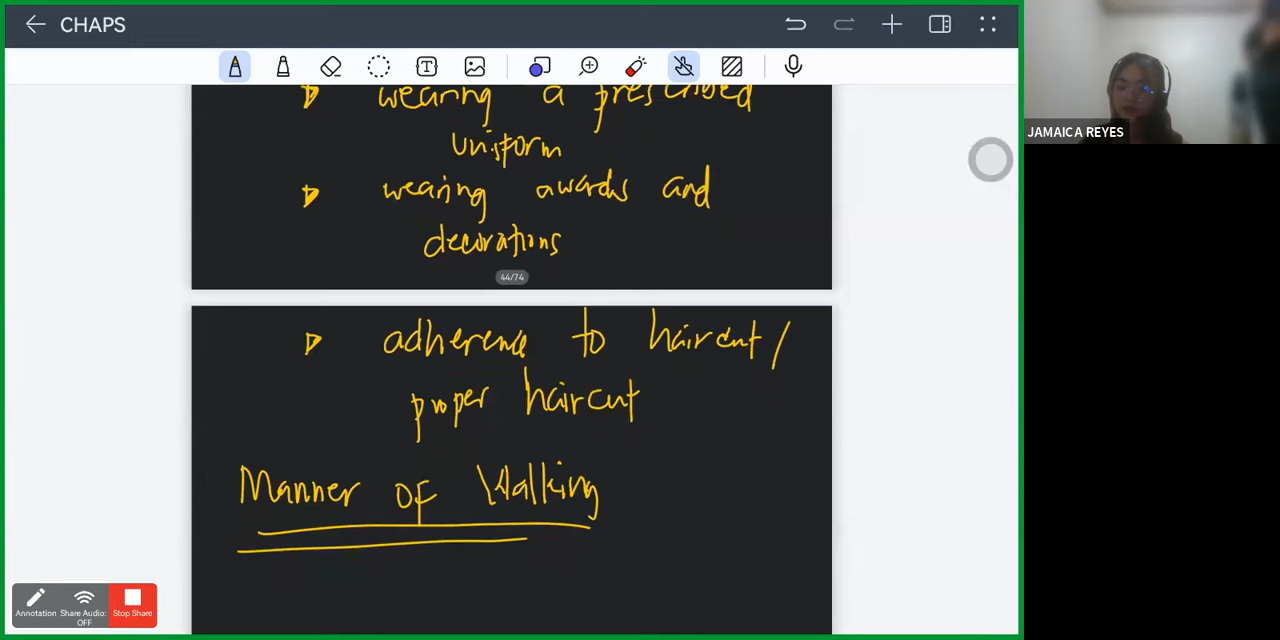 CHAPS
JAMAICA REYES
wearing a prescribed
uniform
wearing awards and
decorations
44/74
adherence to haircut/
proper haircut
Manner of Walking
Annotation
Share Audio:
OFF
Stop Share